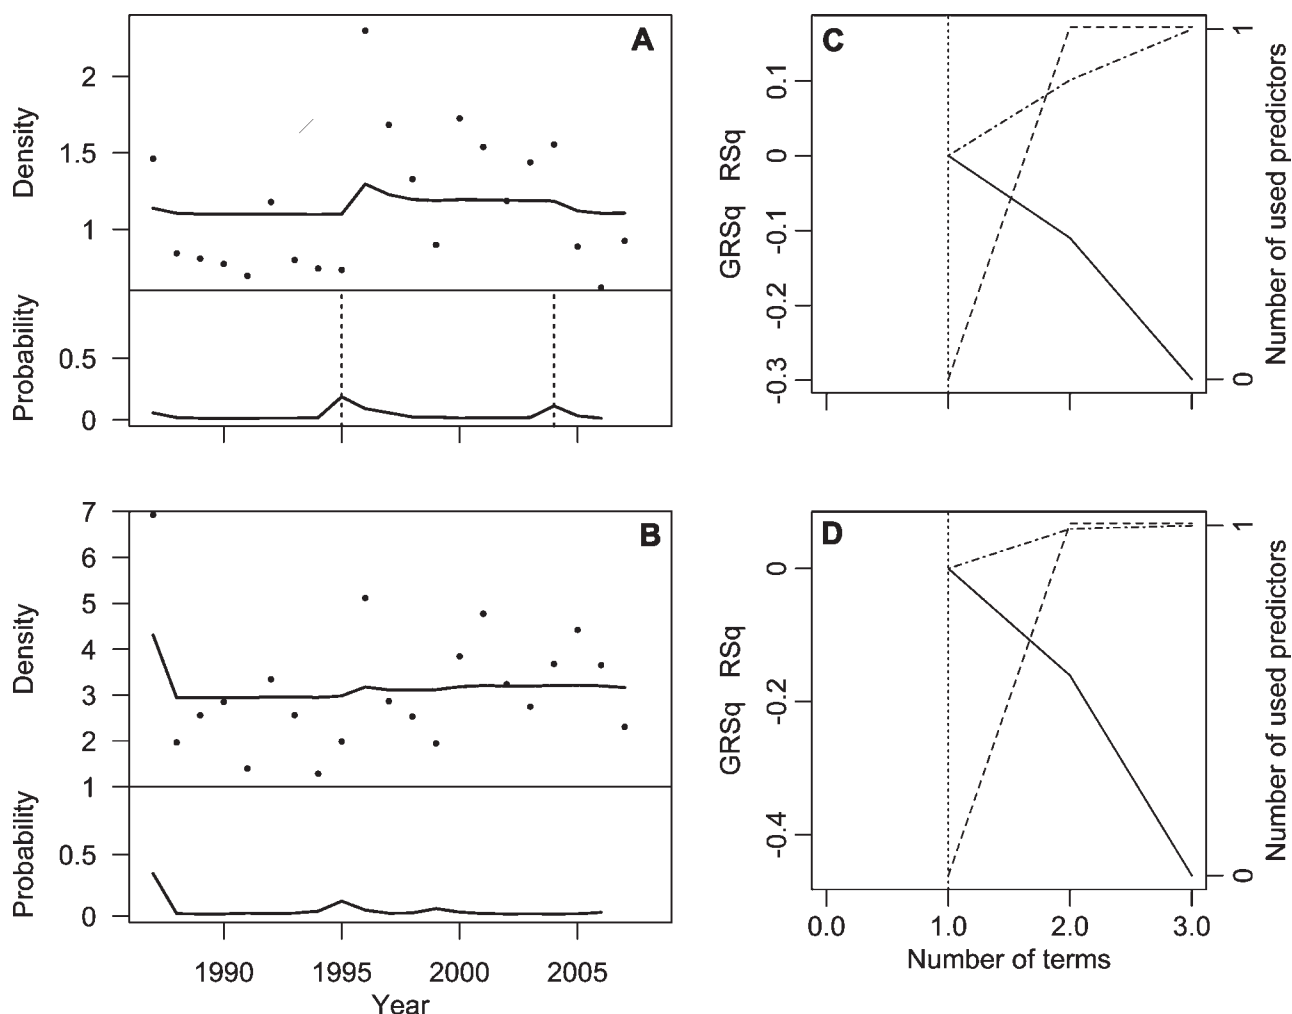 A
Density
2
1.5
1
Probability
0.5
0
B
Density
7
6
5
4
3
2
1
Probability
0.5
0
1990 1995 2000 2005
Year
C
GRSq RSq
0.1
0
-0.1
-0.2
-0.3
Number of used predictors
1
0
D
GRSq RSq
0
-0.2
-0.4
Number of used predictors
1
0
0.0 1.0 2.0 3.0
Number of terms